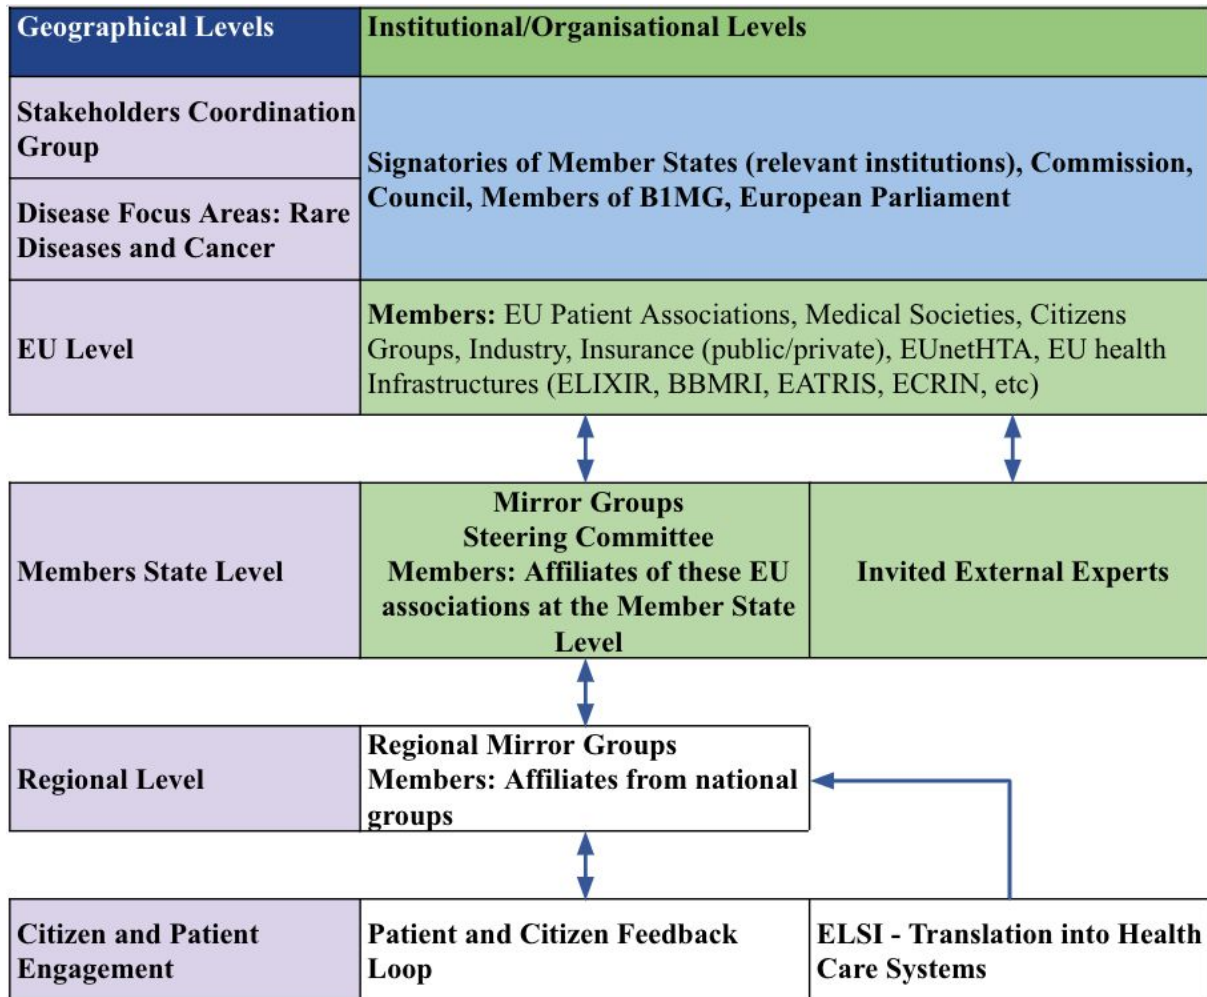 Geographical Levels
Institutional/Organisational Levels
Stakeholders Coordination
Group
Signatories of Member States (relevant institutions), Commission,
Council, Members of B1MG, European Parliament
Disease Focus Areas: Rare
Diseases and Cancer
EU Level
Members: EU Patient Associations, Medical Societies, Citizens
Groups, Industry, Insurance (public/private), EUnetHTA, EU health
Infrastructures (ELIXIR, BBMRI, EATRIS, ECRIN, etc)
Members State Level
Mirror Groups
Steering Committee
Members: Affiliates of these EU
associations at the Member State
Level
Invited External Experts
Regional Level
Regional Mirror Groups
Members: Affiliates from national
groups
Citizen and Patient
Engagement
Patient and Citizen Feedback
Loop
ELSI - Translation into Health
Care Systems